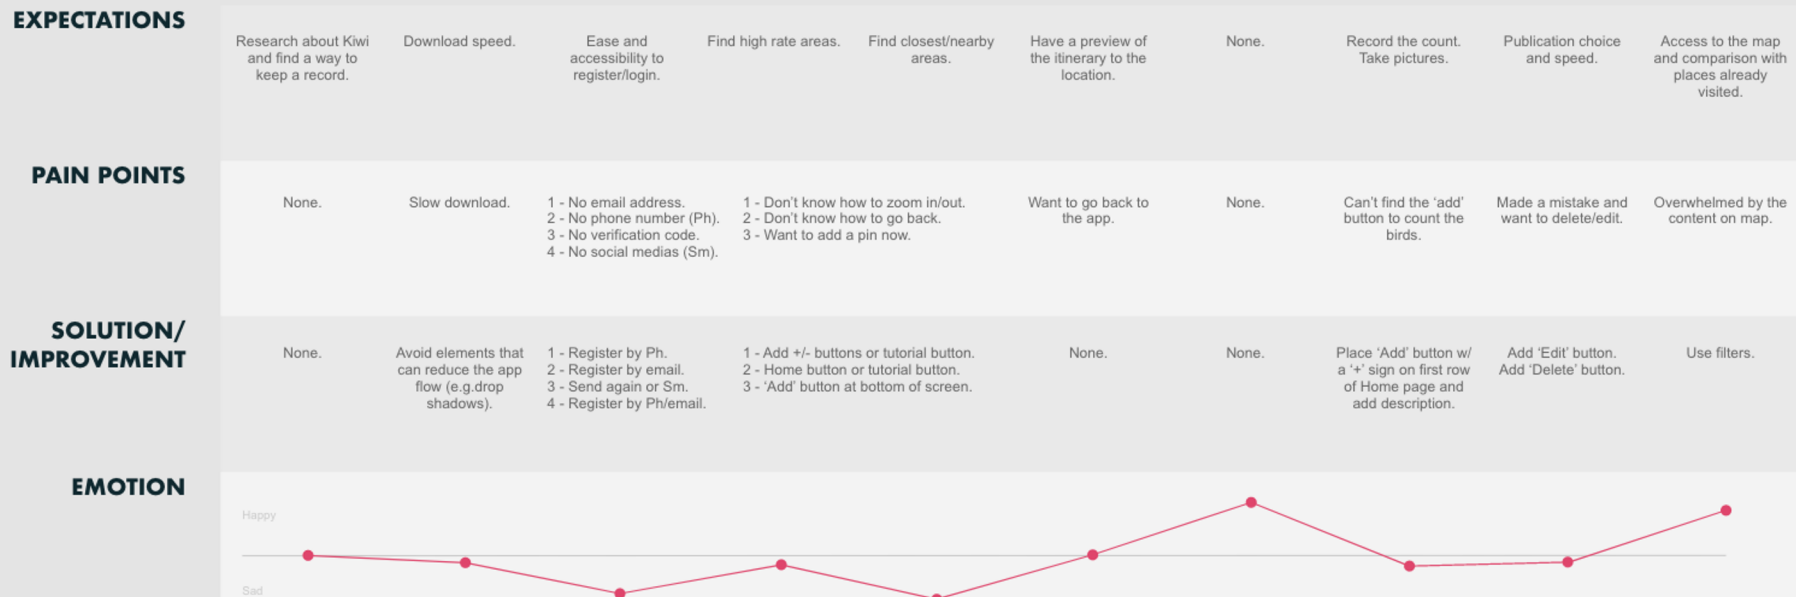 EXPECTATIONS
Research about Kiwi
and find a way to
keep a record.
Download speed.
Ease and
accessibility to
register/login.
Find high rate areas.
Find closest/nearby
areas.
Have a preview of
the itinerary to the
location.
None.
Record the count.
Take pictures.
Publication choice
and speed.
Access to the map
and comparison with
places already
visited.
PAIN POINTS
None.
Slow download.
1 - No email address.
2 - No phone number (Ph).
3 - No verification code.
4 - No social medias (Sm).
1 - Don’t know how to zoom in/out.
2 - Don’t know how to go back.
3 - Want to add a pin now.
Want to go back to
the app.
None.
Can’t find the ‘add’
button to count the
birds.
Made a mistake and
want to delete/edit.
Overwhelmed by the
content on map.
SOLUTION/
IMPROVEMENT
None.
Avoid elements that
can reduce the app
flow (e.g.drop
shadows).
1 - Register by Ph.
2 - Register by email.
3 - Send again or Sm.
4 - Register by Ph/email.
1 - Add +/- buttons or tutorial button.
2 - Home button or tutorial button.
3 - ‘Add’ button at bottom of screen.
None.
None.
Place ‘Add’ button w/
a ‘+’ sign on first row
of Home page and
add description.
Add ‘Edit’ button.
Add ‘Delete’ button.
Use filters.
EMOTION
Happy
Sad